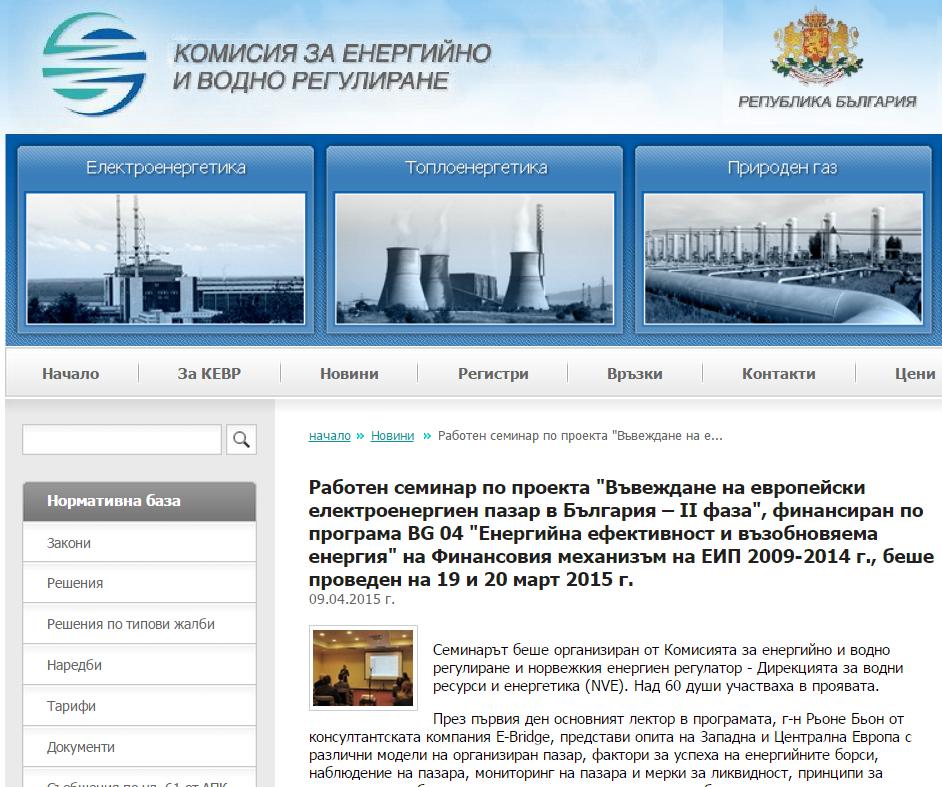 КОМИСИЯ ЗА ЕНЕРГИЙНО
И ВОДНО РЕГУЛИРАНЕ
РЕПУБЛИКА БЪЛГАРИЯ
Електроенергетика
Топлоенергетика
Природен газ
Начало
За КЕВР
Новини
Регистри
Връзки
Контакти
Цени
Нормативна база
Закони
Решения
Решения по типови жалби
Наредби
Тарифи
Документи
начало » Новини » Работен семинар по проекта "Въвеждане на е...
Работен семинар по проекта "Въвеждане на европейски
електроенергиен пазар в България – II фаза", финансиран по
програма BG 04 "Енергийна ефективност и възобновяема
енергия" на Финансовия механизъм на ЕИП 2009-2014 г., беше
проведен на 19 и 20 март 2015 г.
09.04.2015 г.
Семинарът беше организиран от Комисията за енергийно и водно
регулиране и норвежкия енергиен регулатор - Дирекцията за водни
ресурси и енергетика (NVE). Над 60 души участваха в проявата.
През първия ден основният лектор в програмата, г-н Рьоне Бьон от
консултантската компания E-Bridge, представи опита на Западна и Централна Европа с
различни модели на организиран пазар, фактори за успеха на енергийните борси,
наблюдение на пазара, мониторинг на пазара и мерки за ликвидност, принципи за